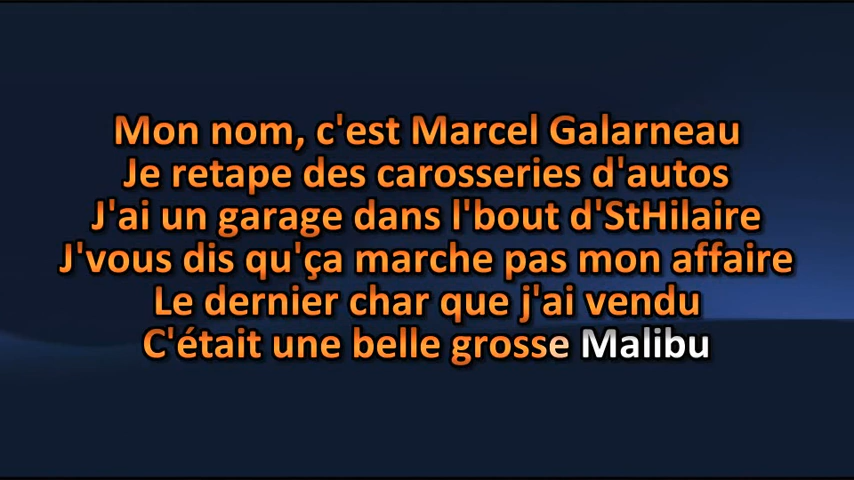 Mon nom, c'est Marcel Galarneau
Je retape des carosseries d'autos
J'ai un garage dans l'bout d'StHilaire
J'vous dis qu'ça marche pas mon affaire
Le dernier char que j'ai vendu
C'était une belle grosse Malibu